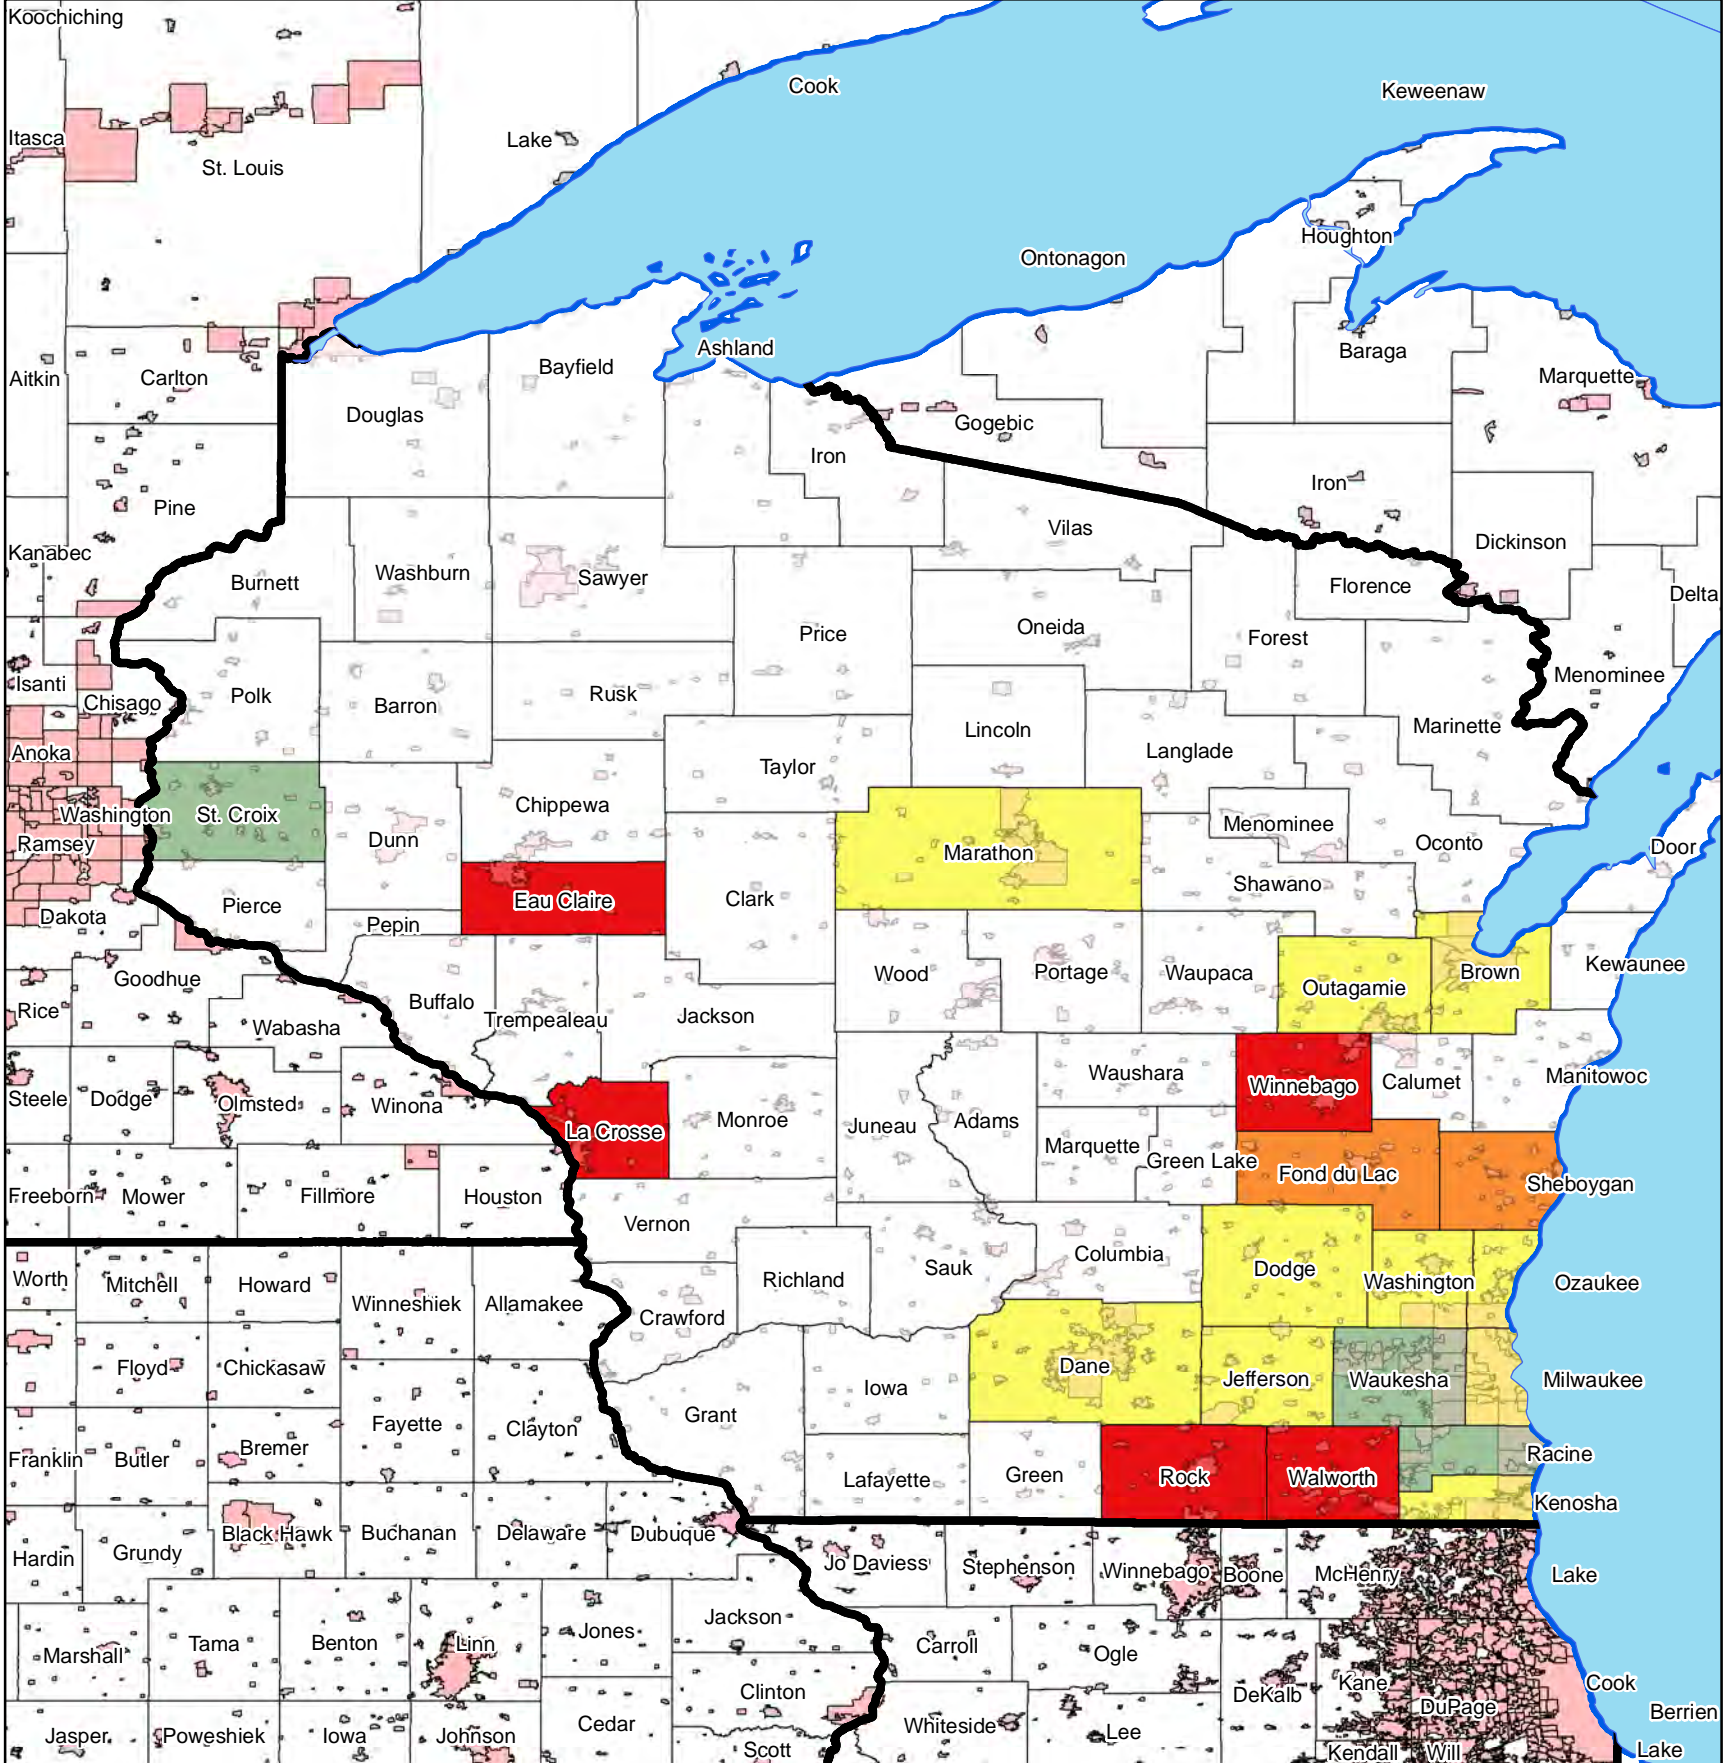 Koochiching
Cook
Keweenaw
Itasca
Lake
St. Louis
Houghton
Ontonagon
Ashland
Baraga
Bayfield
Aitkin
Carlton
Marquette
Douglas
Gogebic
Iron
Iron
Pine
Vilas
Dickinson
Kanabec
Burnett
Washburn
Sawyer
Florence
Delta
Price
Oneida
Forest
Isanti
Menominee
Chisago
Polk
Barron
Rusk
Lincoln
Marinette
Anoka
Langlade
Taylor
Washington
St. Croix
Chippewa
Menominee
Ramsey
Dunn
Marathon
Oconto
Door
Shawano
Eau Claire
Clark
Dakota
Pierce
Pepin
Goodhue
Wood
Portage
Waupaca
Outagamie
Brown
Kewaunee
Rice
Buffalo
Wabasha
Trempealeau
Jackson
Waushara
Winnebago
Calumet
Manitowoc
Steele
Dodge
Olmsted
Winona
La Crosse
Monroe
Juneau
Adams
Marquette
Green Lake
Fond du Lac
Sheboygan
Freeborn
Mower
Fillmore
Houston
Vernon
Columbia
Sauk
Dodge
Washington
Ozaukee
Worth
Mitchell
Howard
Richland
Winneshiek
Allamakee
Crawford
Floyd
Chickasaw
Dane
Jefferson
Waukesha
Milwaukee
Iowa
Grant
Fayette
Clayton
Franklin
Butler
Bremer
Lafayette
Green
Rock
Walworth
Racine
Kenosha
Black Hawk
Buchanan
Delaware
Dubuque
Hardin
Grundy
Jo Daviess
Stephenson
Winnebago
Boone
McHenry
Lake
Jackson
Marshall
Tama
Benton
Linn
Jones
Carroll
Ogle
Clinton
DeKalb
Kane
Cook
DuPage
Berrien
Jasper
Poweshiek
Iowa
Johnson
Cedar
Whiteside
Lee
Scott
Kendall
Will
Lake